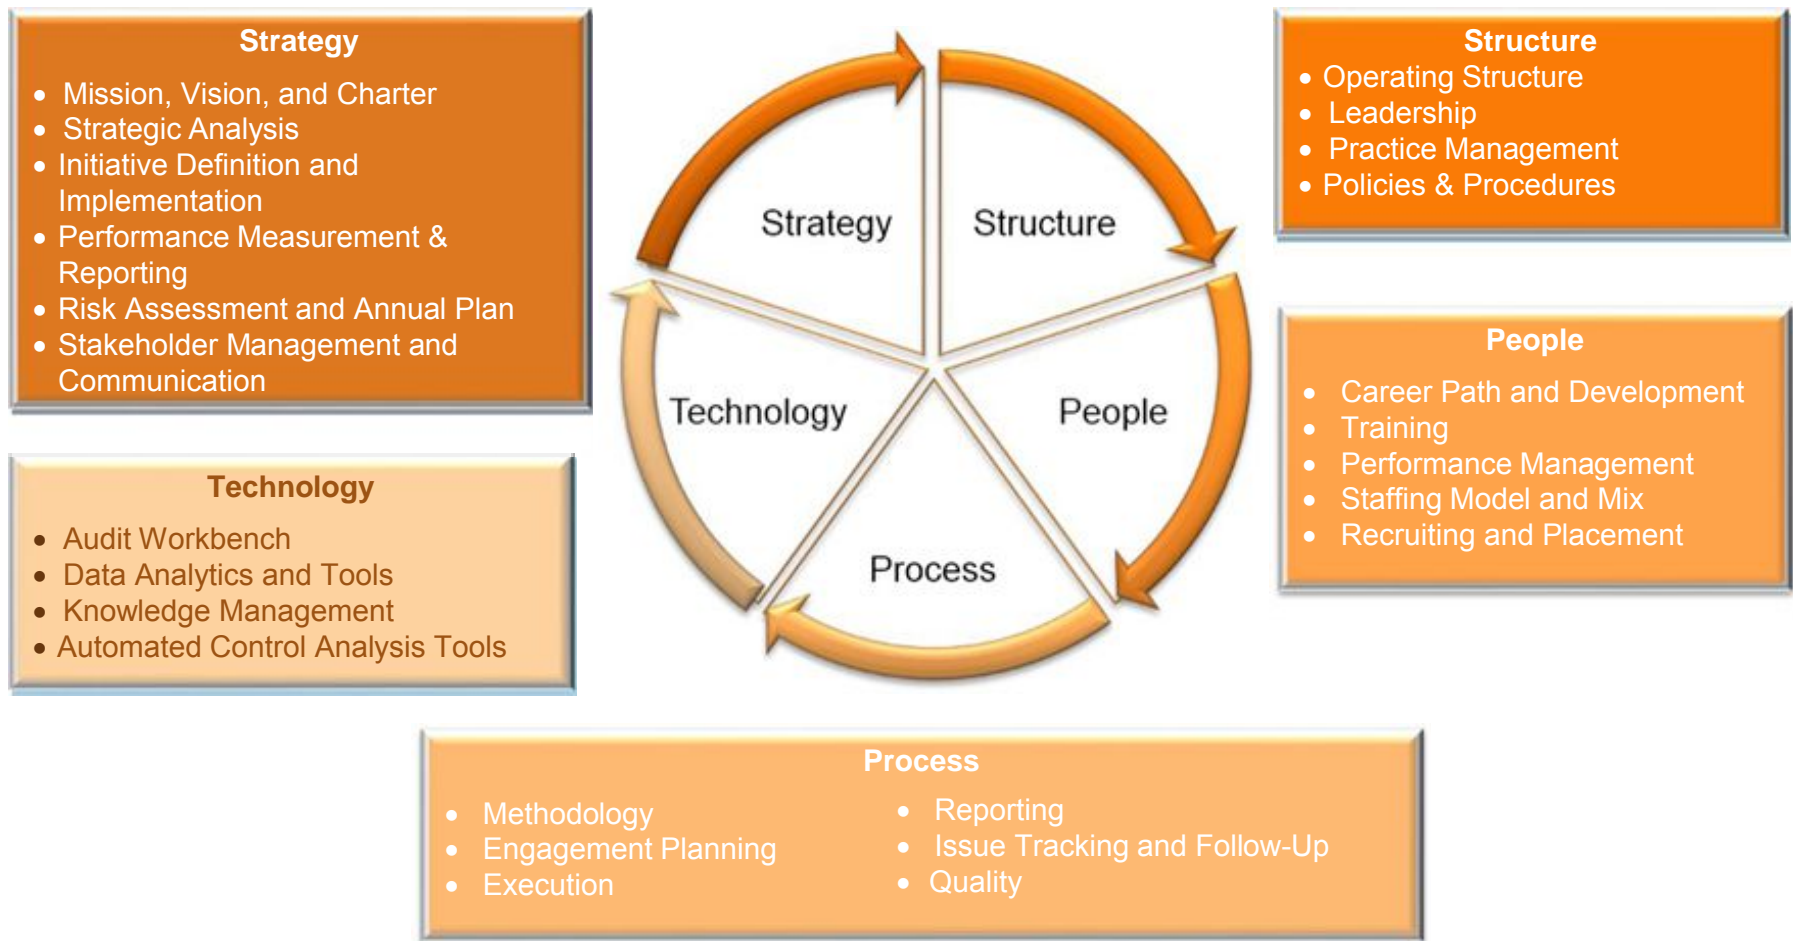 Strategy
• Mission, Vision, and Charter
• Strategic Analysis
• Initiative Definition and
Implementation
• Performance Measurement &
Reporting
• Risk Assessment and Annual Plan
• Stakeholder Management and
Communication
Structure
• Operating Structure
• Leadership
• Practice Management
• Policies & Procedures
Strategy
Structure
Technology
People
Process
People
• Career Path and Development
• Training
• Performance Management
• Staffing Model and Mix
• Recruiting and Placement
Technology
• Audit Workbench
• Data Analytics and Tools
• Knowledge Management
• Automated Control Analysis Tools
Process
• Methodology
• Engagement Planning
• Execution
• Reporting
• Issue Tracking and Follow-Up
• Quality